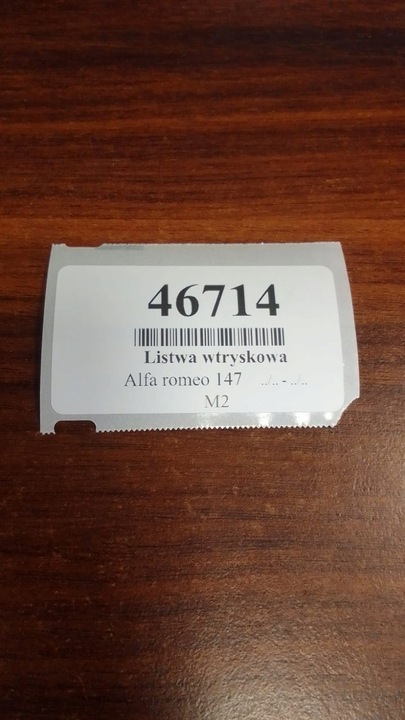 46714
Listwa wtryskowa
Alfa romeo 147 ../.. - ../..
M2